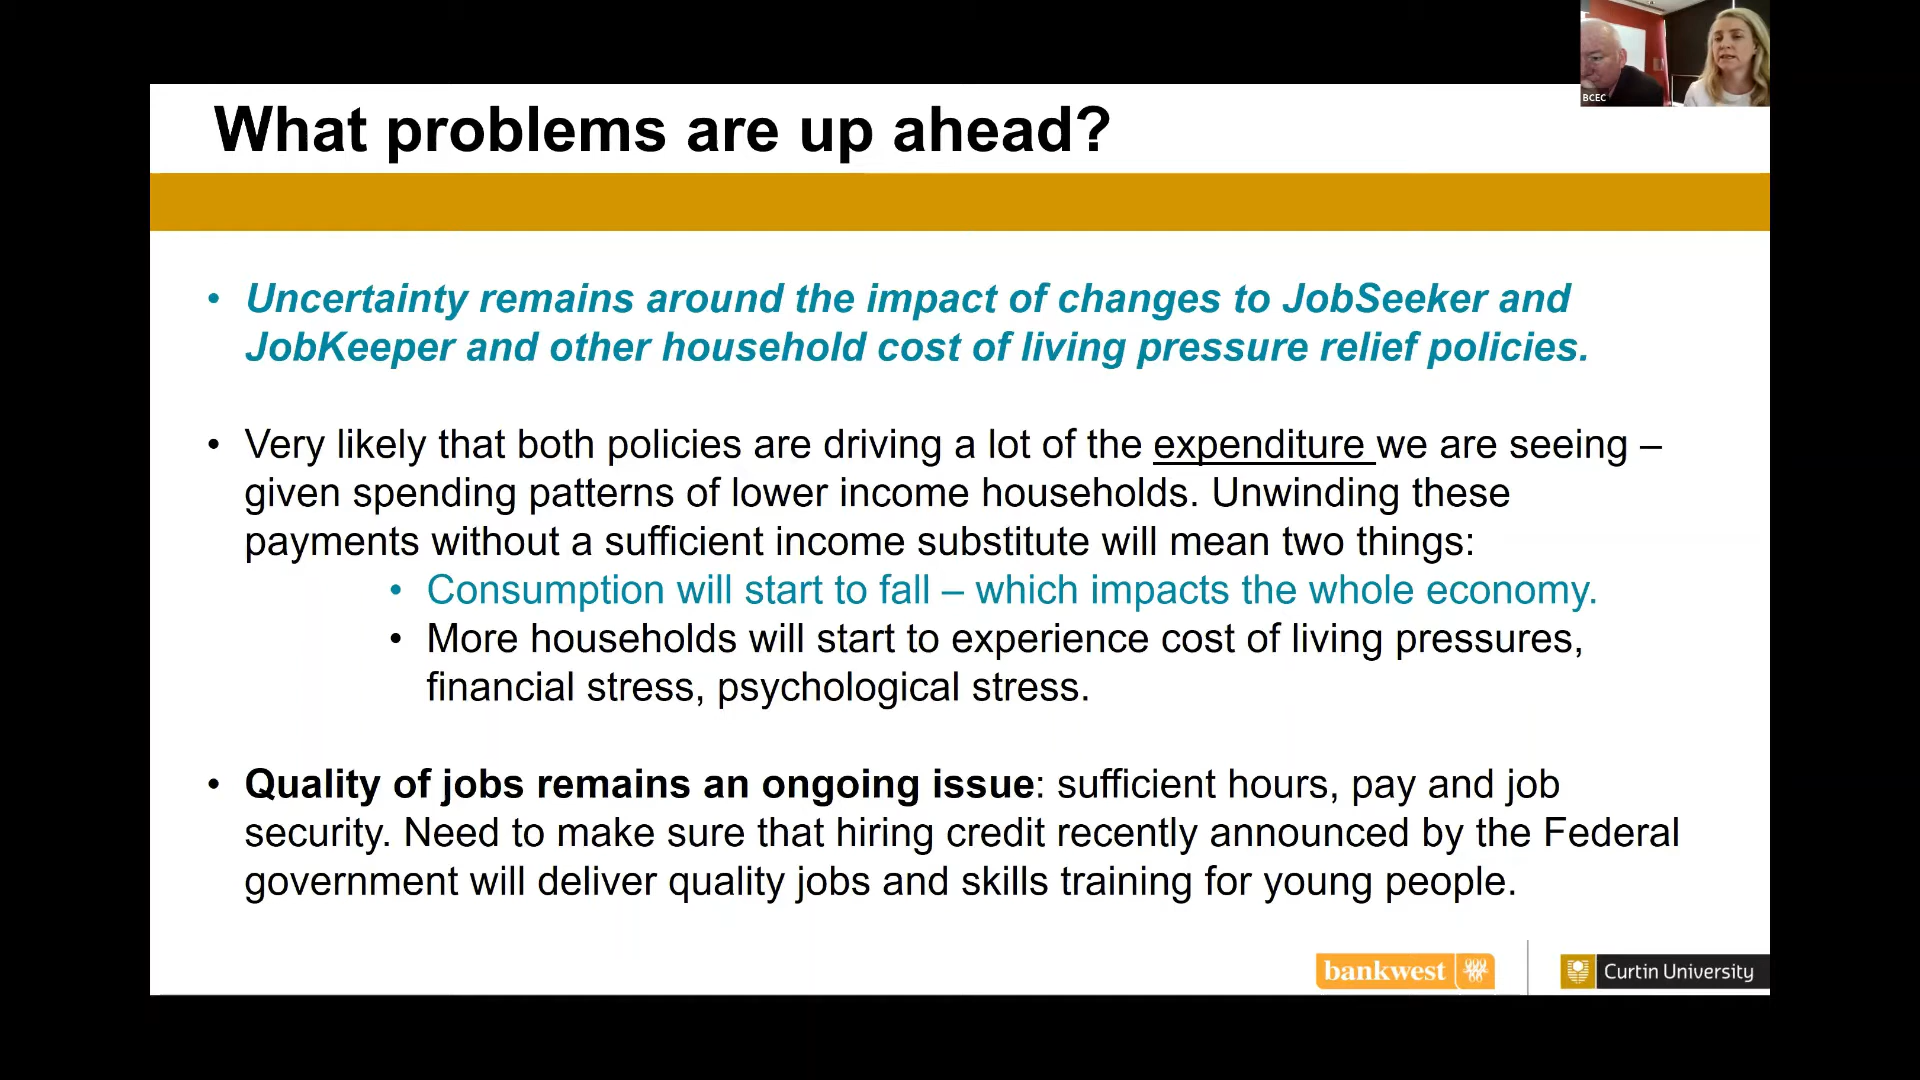 BCEC
What problems are up ahead?
• Uncertainty remains around the impact of changes to JobSeeker and
JobKeeper and other household cost of living pressure relief policies.
• Very likely that both policies are driving a lot of the expenditure we are seeing –
given spending patterns of lower income households. Unwinding these
payments without a sufficient income substitute will mean two things:
• Consumption will start to fall – which impacts the whole economy.
• More households will start to experience cost of living pressures,
financial stress, psychological stress.
• Quality of jobs remains an ongoing issue: sufficient hours, pay and job
security. Need to make sure that hiring credit recently announced by the Federal
government will deliver quality jobs and skills training for young people.
bankwest
Curtin University